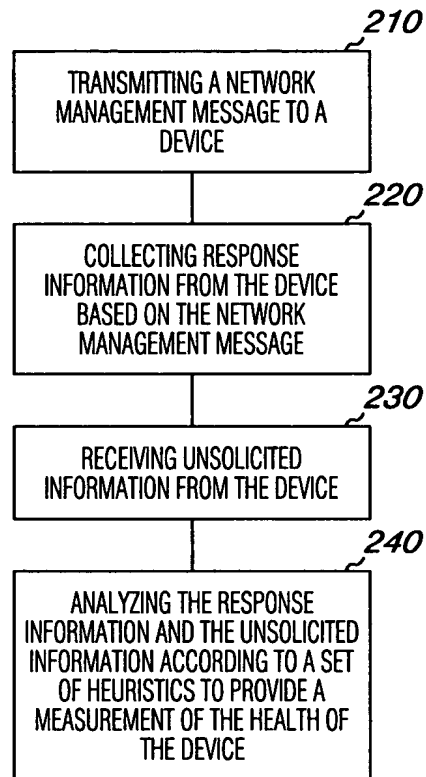 210
TRANSMITTING A NETWORK
MANAGEMENT MESSAGE TO A
DEVICE
220
COLLECTING RESPONSE
INFORMATION FROM THE DEVICE
BASED ON THE NETWORK
MANAGEMENT MESSAGE
230
RECEIVING UNSOLICITED
INFORMATION FROM THE DEVICE
240
ANALYZING THE RESPONSE
INFORMATION AND THE UNSOLICITED
INFORMATION ACCORDING TO A SET
OF HEURISTICS TO PROVIDE A
MEASUREMENT OF THE HEALTH OF
THE DEVICE